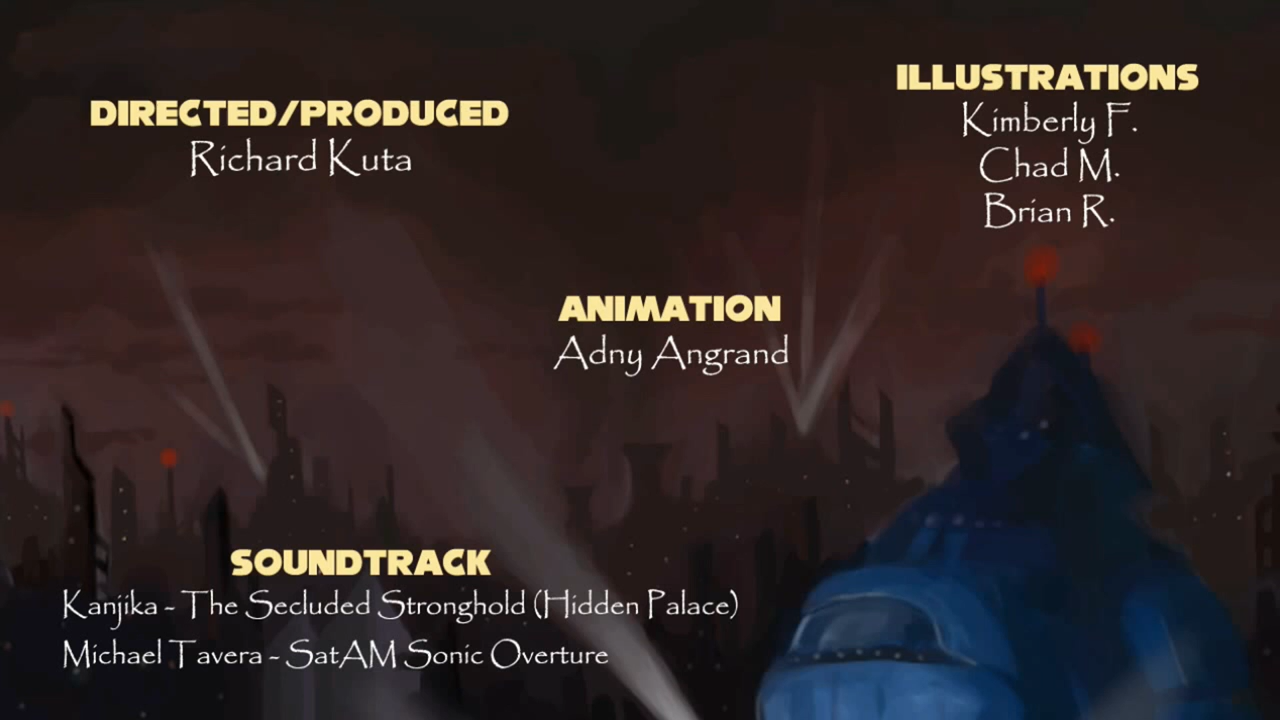 DIRECTED/PRODUCED
Richard Kuta
ILLUSTRATIONS
Kimberly F.
Chad M.
Brian R.
ANIMATION
Adny Angrand
SOUNDTRACK
Kanjika - The Secluded Stronghold (Hidden Palace)
Michael Tavera - SatAM Sonic Overture